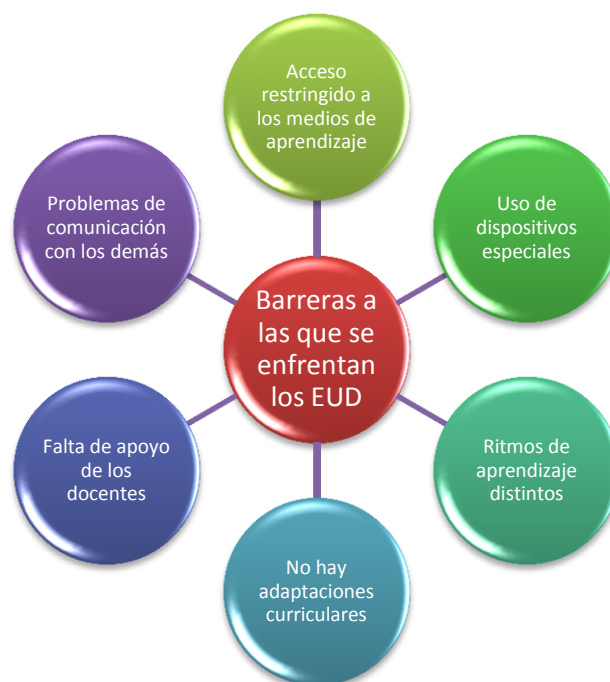 Acceso
restringido a
los medios de
aprendizaje
Uso de
dispositivos
especiales
Ritmos de
aprendizaje
distintos
No hay
adaptaciones
curriculares
Falta de apoyo
de los
docentes
Problemas de
comunicación
con los demás
Barreras a
las que se
enfrentan
los EUD